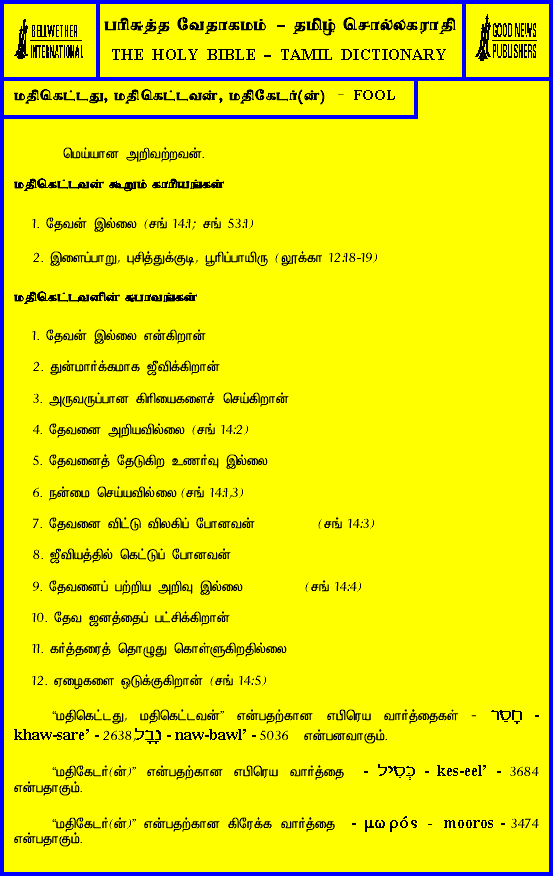 BELLWETHER
INTERNATIONAL
பரிசுத்த வேதாகமம் – தமிழ் சொல்லகராதி
THE HOLY BIBLE – TAMIL DICTIONARY
GOOD NEWS
PUBLISHERS
மதிகெட்டது, மதிகெட்டவன், மதிகேடர்(ன்) - FOOL
மெய்யான அறிவற்றவன்.
மதிகெட்டவன் கூறும் காரியங்கள்
1. தேவன் இல்லை (சங் 14:1; சங் 53:1)
2. இளைப்பாறு, புசித்துக்குடி, பூரிப்பாயிரு (லூக்கா 12:18-19)
மதிகெட்டவனின் சுபாவங்கள்
1. தேவன் இல்லை என்கிறான்
2. துன்மார்க்கமாக ஜீவிக்கிறான்
3. அருவருப்பான கிரியைகளைச் செய்கிறான்
4. தேவனை அறியவில்லை (சங் 14:2)
5. தேவனைத் தேடுகிற உணர்வு இல்லை
6. நன்மை செய்யவில்லை (சங் 14:1,3)
7. தேவனை விட்டு விலகிப் போனவன் (சங் 14:3)
8. ஜீவியத்தில் கெட்டுப் போனவன்
9. தேவனைப் பற்றிய அறிவு இல்லை (சங் 14:4)
10. தேவ ஜனத்தைப் பட்சிக்கிறான்
11. கர்த்தரைத் தொழுது கொள்ளுகிறதில்லை
12. ஏழைகளை ஒடுக்குகிறான் (சங் 14:5)
“மதிகெட்டது, மதிகெட்டவன்” என்பதற்கான எபிரெய வார்த்தைகள் - חָסֵר -
khaw-sare’ - 2638,נָבָל - naw-bawl’ - 5036 என்பனவாகும்.
“மதிகேடர்(ன்)” என்பதற்கான எபிரெய வார்த்தை - כְּסִיל - kes-eel’ - 3684
என்பதாகும்.
“மதிகேடர்(ன்)” என்பதற்கான கிரேக்க வார்த்தை - μωρός - mooros - 3474
என்பதாகும்.